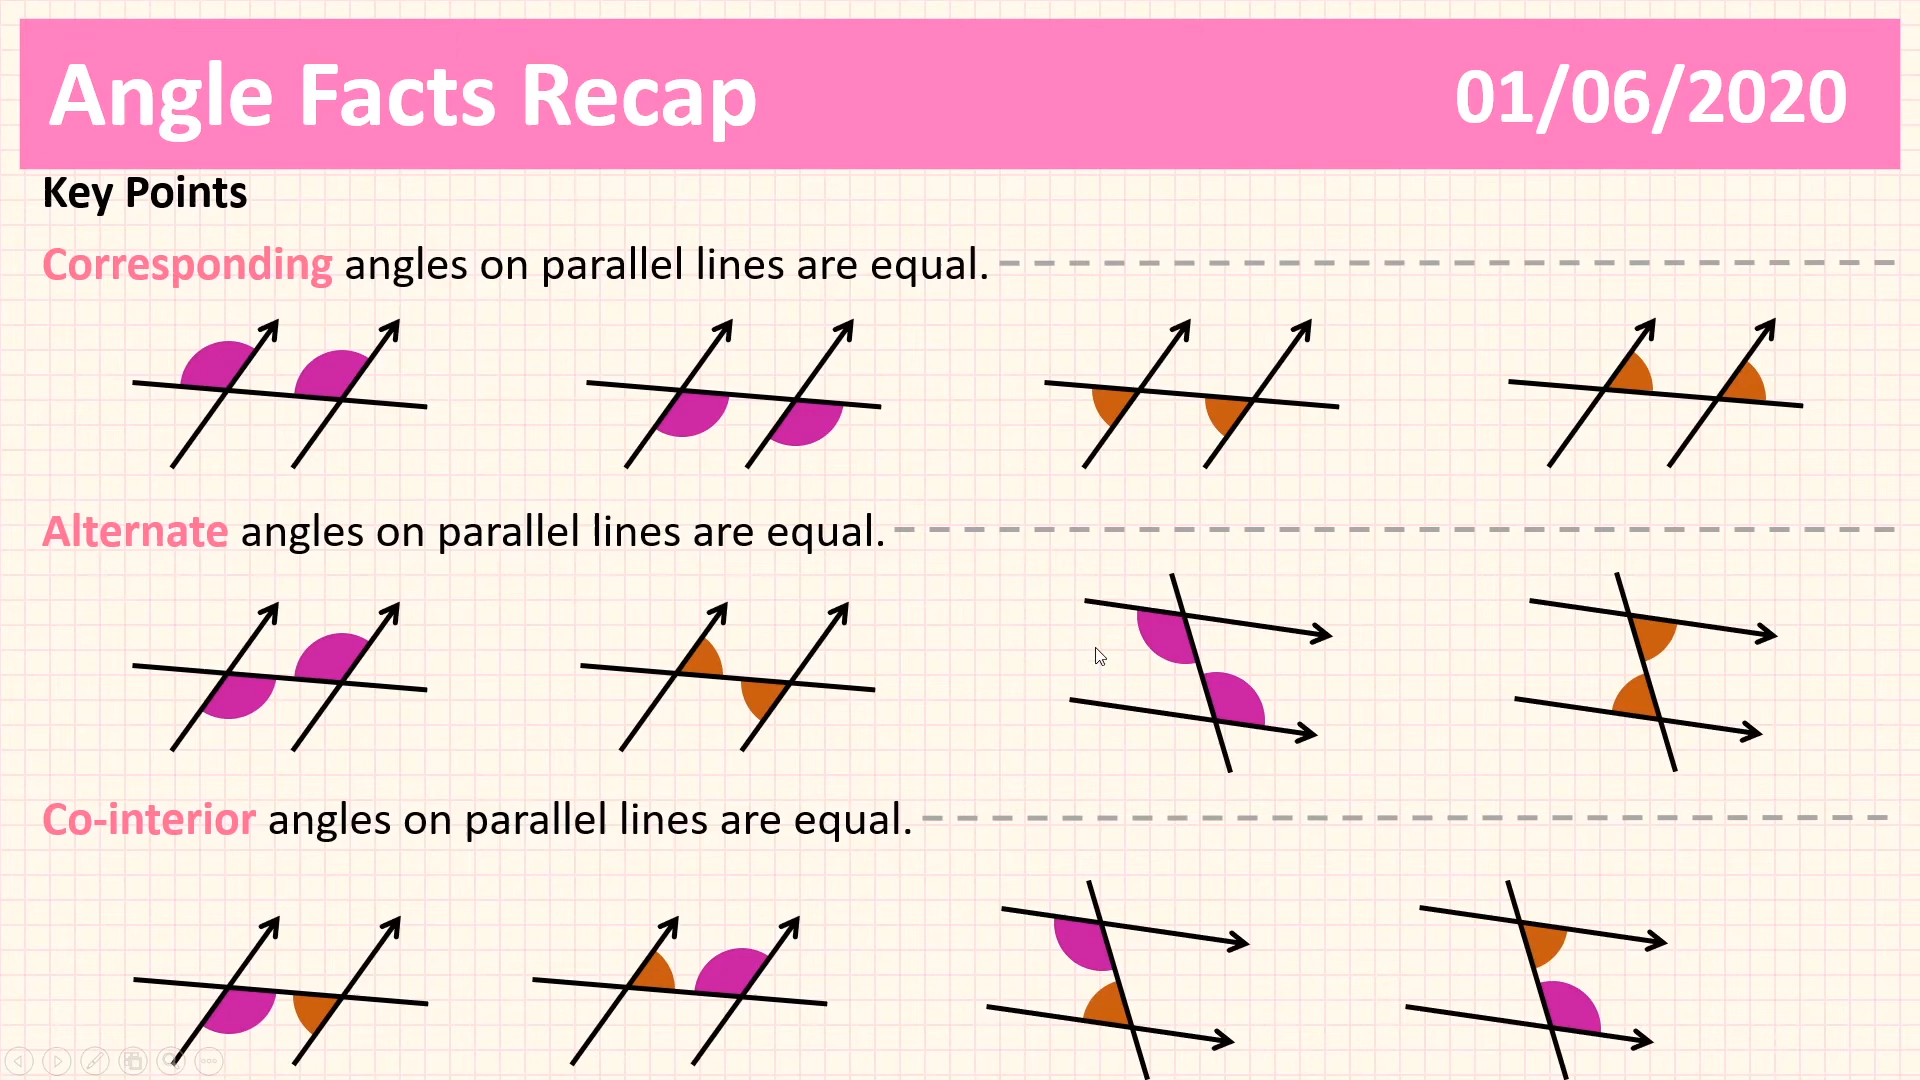 Angle Facts Recap 01/06/2020
Key Points
Corresponding angles on parallel lines are equal.
Alternate angles on parallel lines are equal.
Co-interior angles on parallel lines are equal.